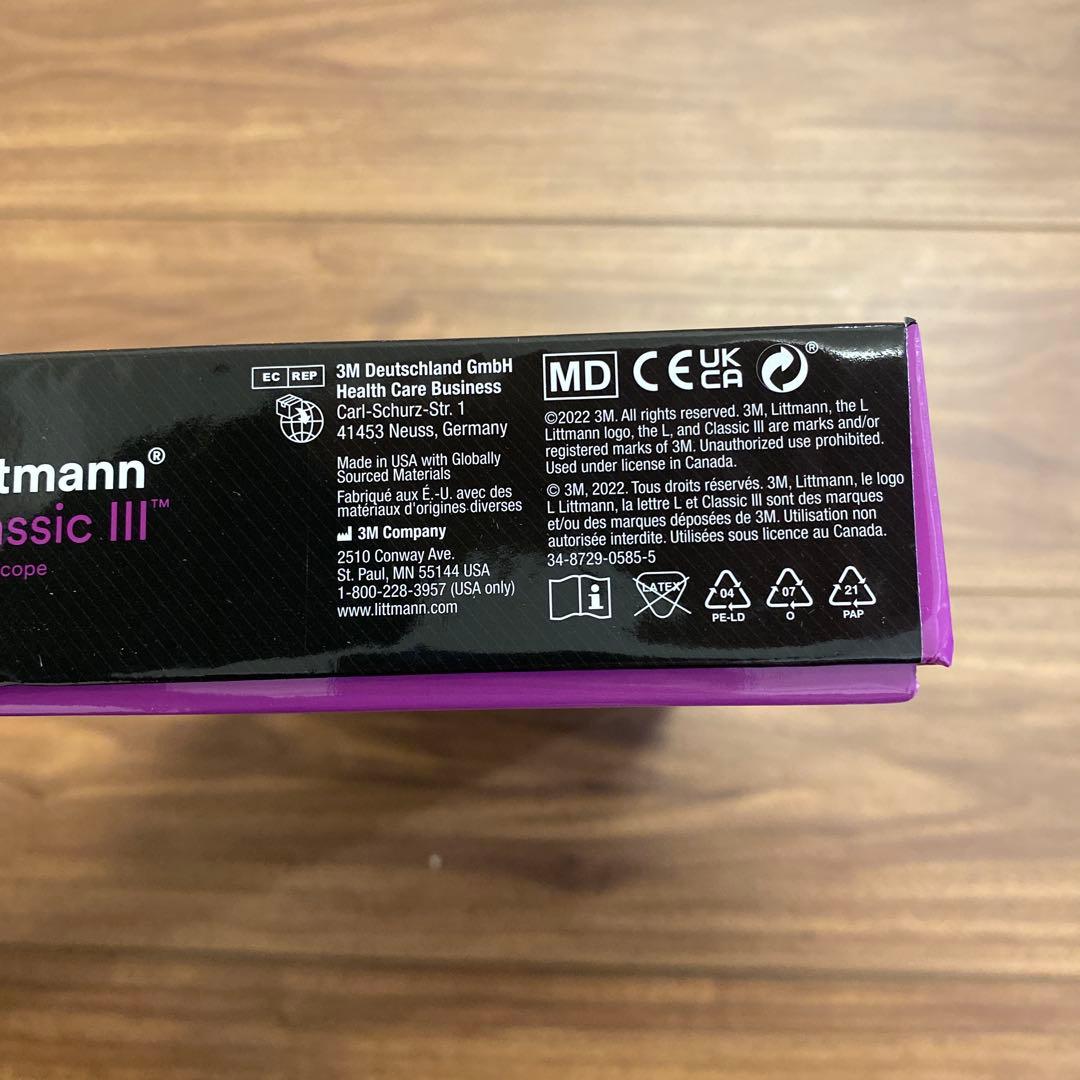 ttmann®
assic III™
cope
EC REP
3M Deutschland GmbH
Health Care Business
Carl-Schurz-Str. 1
41453 Neuss, Germany
Made in USA with Globally
Sourced Materials
Fabriqué aux É.-U. avec des
matériaux d'origines diverses
3M Company
2510 Conway Ave.
St. Paul, MN 55144 USA
1-800-228-3957 (USA only)
www.littmann.com
MD CE UK
CA ®
©2022 3M. All rights reserved. 3M, Littmann, the L
Littmann logo, the L, and Classic III are marks and/or
registered marks of 3M. Unauthorized use prohibited.
Used under license in Canada.
© 3M, 2022. Tous droits réservés. 3M, Littmann, le logo
L Littmann, la lettre L et Classic III sont des marques
et/ou des marques déposées de 3M. Utilisation non
autorisée interdite. Utilisées sous licence au Canada.
34-8729-0585-5
i LATEX 04 07 21
PE-LD O PAP